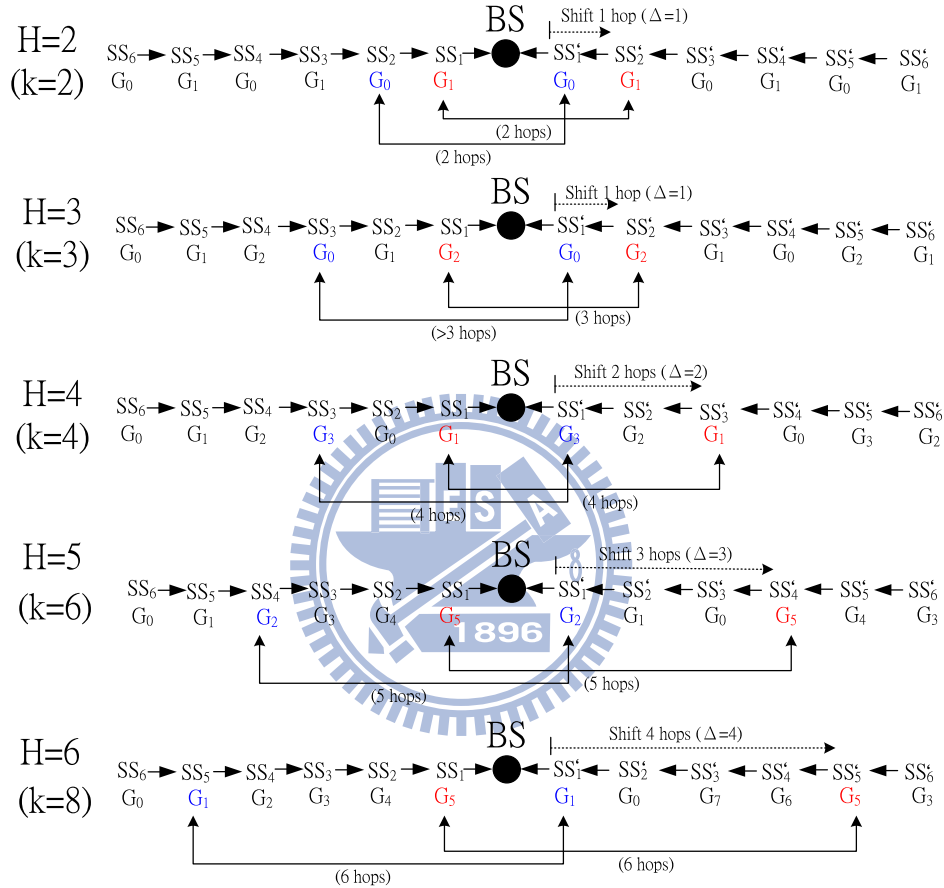 BS
Shift 1 hop (Δ=1)
H=2
(k=2)
SS₆ SS₅ SS₄ SS₃ SS₂ SS₁ SS‘₁ SS‘₂ SS‘₃ SS‘₄ SS‘₅ SS‘₆
G₀ G₁ G₀ G₁ G₀ G₁ G₀ G₁ G₀ G₁ G₀ G₁
(2 hops)
(2 hops)
BS
Shift 1 hop (Δ=1)
H=3
(k=3)
SS₆ SS₅ SS₄ SS₃ SS₂ SS₁ SS‘₁ SS‘₂ SS‘₃ SS‘₄ SS‘₅ SS‘₆
G₀ G₁ G₂ G₀ G₁ G₂ G₀ G₂ G₁ G₀ G₂ G₁
(3 hops)
(>3 hops)
BS
Shift 2 hops (Δ=2)
H=4
(k=4)
SS₆ SS₅ SS₄ SS₃ SS₂ SS₁ SS‘₁ SS‘₂ SS‘₃ SS‘₄ SS‘₅ SS‘₆
G₀ G₁ G₂ G₃ G₀ G₁ G₃ G₂ G₁ G₀ G₃ G₂
(4 hops) (4 hops)
ESA
BS
Shift 3 hops (Δ=3)
H=5
(k=6)
SS₆ SS₅ SS₄ SS₃ SS₂ SS₁ SS‘₁ SS‘₂ SS‘₃ SS‘₄ SS‘₅ SS‘₆
G₀ G₁ G₂ G₃ G₄ G₅ G₂ G₁ G₀ G₅ G₄ G₃
1896
(5 hops) (5 hops)
BS
Shift 4 hops (Δ=4)
H=6
(k=8)
SS₆ SS₅ SS₄ SS₃ SS₂ SS₁ SS‘₁ SS‘₂ SS‘₃ SS‘₄ SS‘₅ SS‘₆
G₀ G₁ G₂ G₃ G₄ G₅ G₁ G₀ G₇ G₆ G₅ G₃
(6 hops) (6 hops)